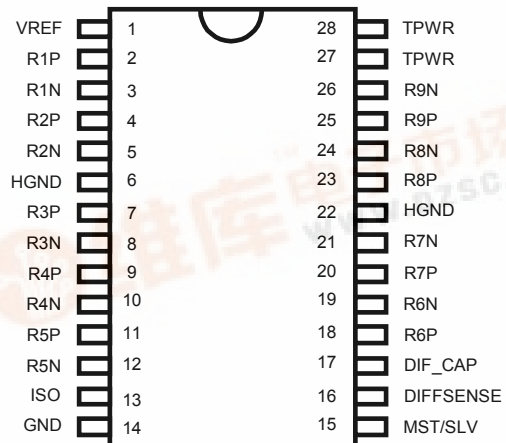 VREF 1 28 TPWR
R1P 2 27 TPWR
R1N 3 26 R9N
R2P 4 25 R9P
R2N 5 24 R8N
HGND 6 23 R8P
R3P 7 22 HGND
R3N 8 21 R7N
R4P 9 20 R7P
R4N 10 19 R6N
R5P 11 18 R6P
R5N 12 17 DIF_CAP
ISO 13 16 DIFFSENSE
GND 14 15 MST/SLV